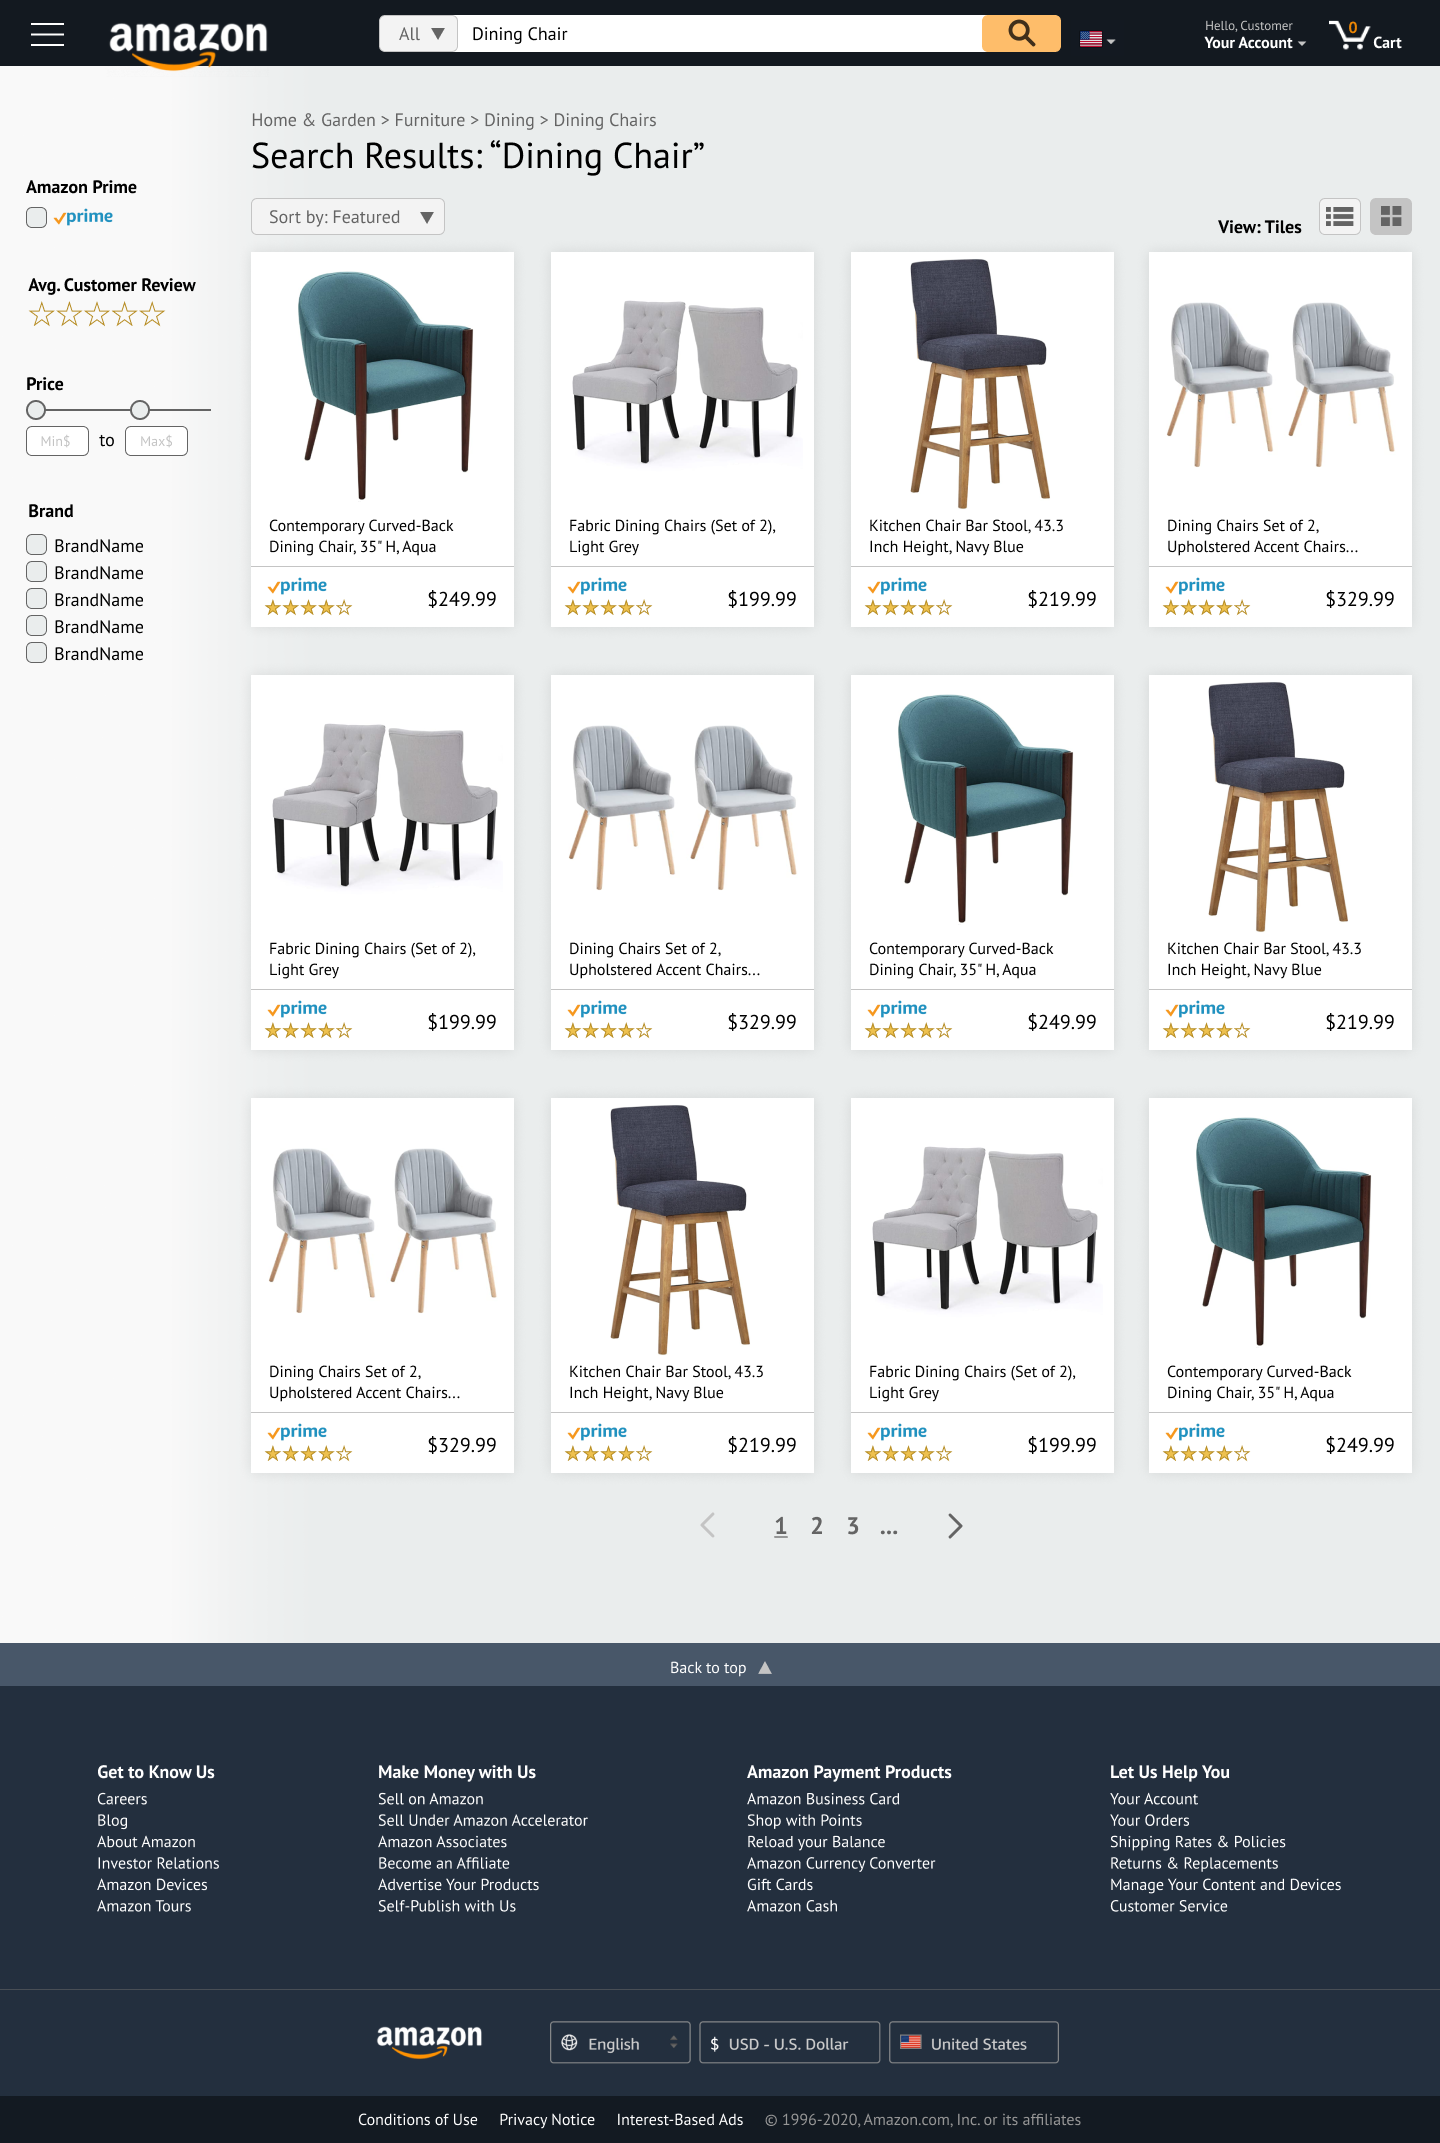 amazon
All
Dining Chair
Hello, Customer
Your Account
0
Cart
Home & Garden > Furniture > Dining > Dining Chairs
Search Results: “Dining Chair”
Amazon Prime
prime
Avg. Customer Review
Price
Min$ to Max$
Brand
BrandName
BrandName
BrandName
BrandName
BrandName
Sort by: Featured
View: Tiles
Contemporary Curved-Back
Dining Chair, 35" H, Aqua
prime
$249.99
Fabric Dining Chairs (Set of 2),
Light Grey
prime
$199.99
Kitchen Chair Bar Stool, 43.3
Inch Height, Navy Blue
prime
$219.99
Dining Chairs Set of 2,
Upholstered Accent Chairs...
prime
$329.99
Fabric Dining Chairs (Set of 2),
Light Grey
prime
$199.99
Dining Chairs Set of 2,
Upholstered Accent Chairs...
prime
$329.99
Contemporary Curved-Back
Dining Chair, 35" H, Aqua
prime
$249.99
Kitchen Chair Bar Stool, 43.3
Inch Height, Navy Blue
prime
$219.99
Dining Chairs Set of 2,
Upholstered Accent Chairs...
prime
$329.99
Kitchen Chair Bar Stool, 43.3
Inch Height, Navy Blue
prime
$219.99
Fabric Dining Chairs (Set of 2),
Light Grey
prime
$199.99
Contemporary Curved-Back
Dining Chair, 35" H, Aqua
prime
$249.99
1 2 3 ...
Back to top
Get to Know Us
Careers
Blog
About Amazon
Investor Relations
Amazon Devices
Amazon Tours
Make Money with Us
Sell on Amazon
Sell Under Amazon Accelerator
Amazon Associates
Become an Affiliate
Advertise Your Products
Self-Publish with Us
Amazon Payment Products
Amazon Business Card
Shop with Points
Reload your Balance
Amazon Currency Converter
Gift Cards
Amazon Cash
Let Us Help You
Your Account
Your Orders
Shipping Rates & Policies
Returns & Replacements
Manage Your Content and Devices
Customer Service
amazon
English
$ USD - U.S. Dollar
United States
Conditions of Use Privacy Notice Interest-Based Ads © 1996-2020, Amazon.com, Inc. or its affiliates